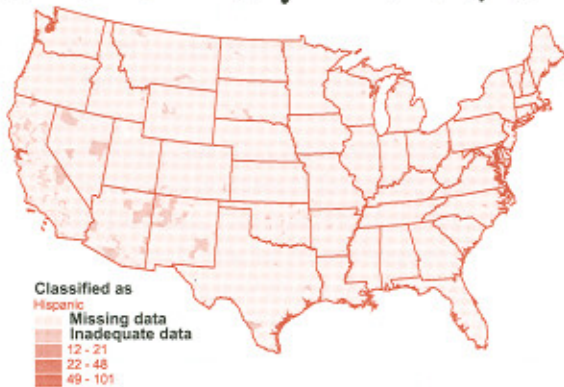 Classified as
Hispanic
Missing data
Inadequate data
12 - 21
22 - 48
49 - 101